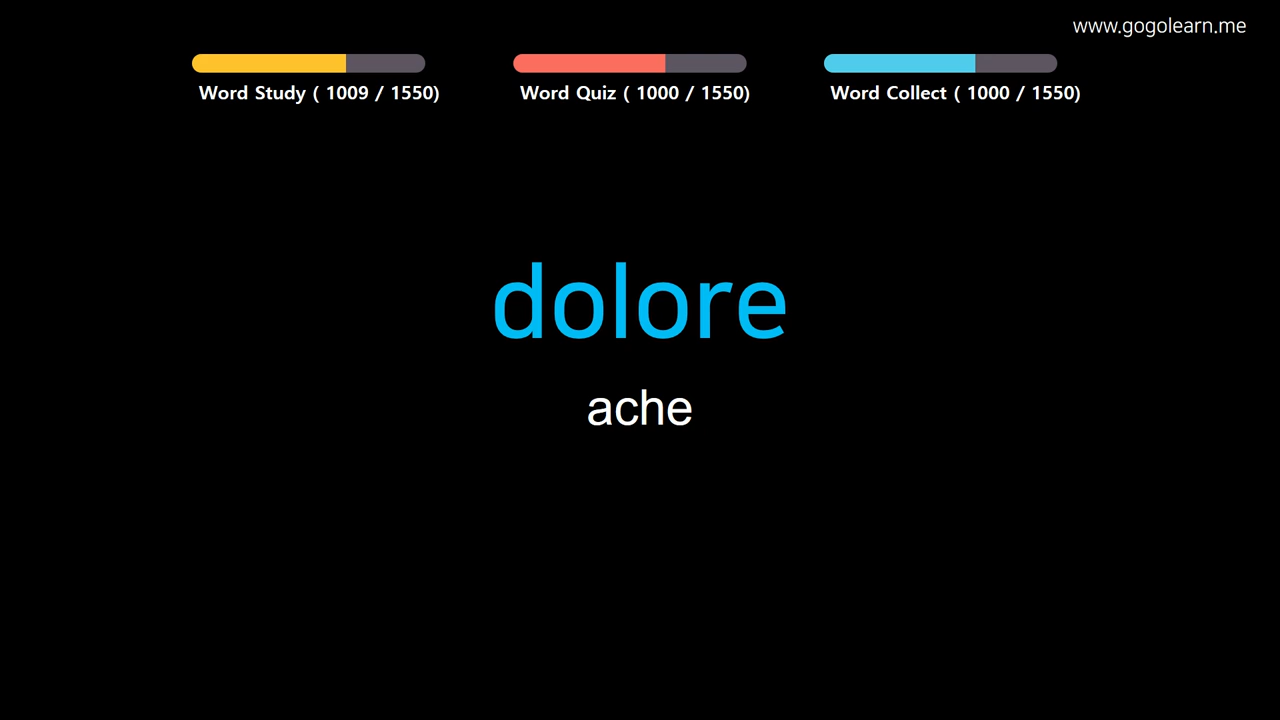 www.gogolearn.me
Word Study ( 1009 / 1550)
Word Quiz ( 1000 / 1550)
Word Collect ( 1000 / 1550)
dolore
ache